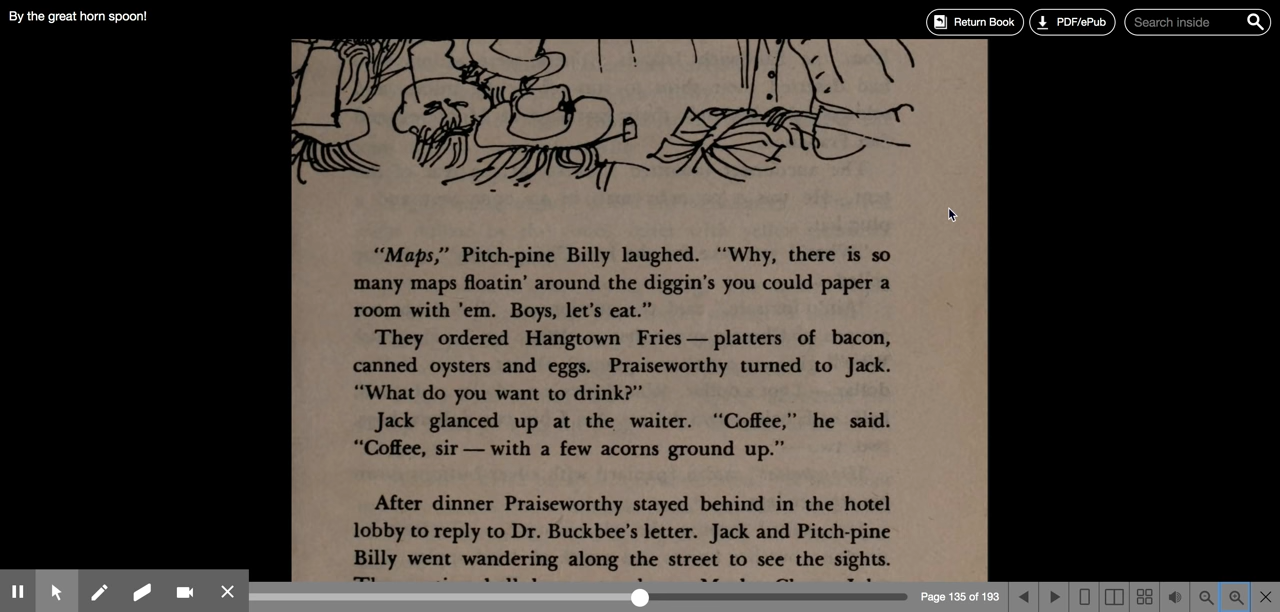 By the great horn spoon!
Return Book
PDF/ePub
Search inside
“Maps,” Pitch-pine Billy laughed. “Why, there is so
many maps floatin’ around the diggin’s you could paper a
room with ’em. Boys, let’s eat.”
They ordered Hangtown Fries — platters of bacon,
canned oysters and eggs. Praiseworthy turned to Jack.
“What do you want to drink?”
Jack glanced up at the waiter. “Coffee,” he said.
“Coffee, sir — with a few acorns ground up.”
After dinner Praiseworthy stayed behind in the hotel
lobby to reply to Dr. Buckbee’s letter. Jack and Pitch-pine
Billy went wandering along the street to see the sights.
Page 135 of 193